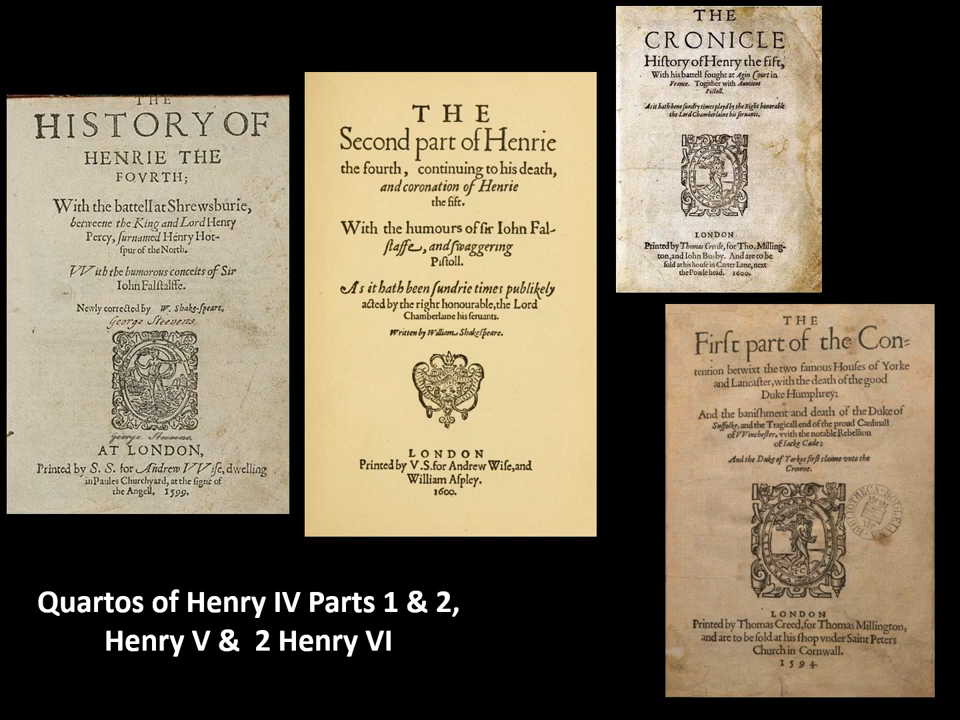 THE
HISTORY OF
HENRIE THE
FOVRTH;
With the battell at Shrewsburie,
betweene the King and Lord Henry
Percy, surnamed Henry Hot-
spur of the North.
VVith the humorous conceits of Sir
Iohn Falstalffe.
Newly corrected by W. Shake-speare.
George Steevens.
George Steevens.
AT LONDON,
Printed by S. S. for Andrew VVise, dwelling
in Paules Churchyard, at the signe of
the Angell. 1599.
THE
Second part of Henrie
the fourth, continuing to his death,
and coronation of Henrie
the fift.
With the humours of sir Iohn Fal-
staffe, and swaggering
Pistoll.
As it hath been sundrie times publikely
acted by the right honourable, the Lord
Chamberlaine his seruants.
Written by William Shakespeare.
LONDON
Printed by V.S. for Andrew Wise, and
William Aspley.
1600.
THE
CRONICLE
History of Henry the fift,
With his battell fought at Agin Court in
France. Togither with Auntient
Pistoll.
As it hath bene sundry times playd by the Right honorable
the Lord Chamberlaine his seruants.
LONDON
Printed by Thomas Creede, for Tho. Milling-
ton, and Iohn Busby. And are to be
sold at his house in Carter Lane, next
the Powle head. 1600.
THE
First part of the Con=
tention betwixt the two famous Houses of Yorke
and Lancaster, with the death of the good
Duke Humphrey:
And the banishment and death of the Duke of
Suffolke, and the Tragicall end of the proud Cardinall
of VVinchester, vvith the notable Rebellion
of Iacke Cade:
And the Duke of Yorkes first claime vnto the
Crowne.
LONDON
Printed by Thomas Creed, for Thomas Millington,
and are to be sold at his shop vnder Saint Peters
Church in Cornwall.
1594
Quartos of Henry IV Parts 1 & 2,
Henry V & 2 Henry VI